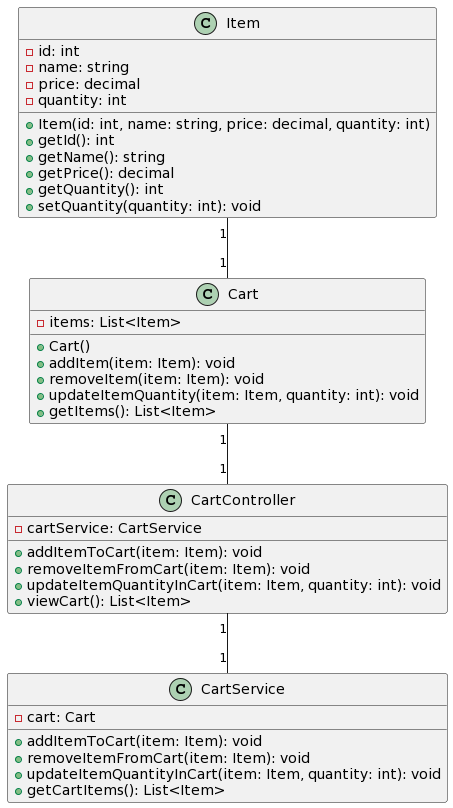 C Item
id: int
name: string
price: decimal
quantity: int
Item(id: int, name: string, price: decimal, quantity: int)
getId(): int
getName(): string
getPrice(): decimal
getQuantity(): int
setQuantity(quantity: int): void
1
1
C Cart
items: List<Item>
Cart()
addItem(item: Item): void
removeItem(item: Item): void
updateItemQuantity(item: Item, quantity: int): void
getItems(): List<Item>
1
1
C CartController
cartService: CartService
addItemToCart(item: Item): void
removeItemFromCart(item: Item): void
updateItemQuantityInCart(item: Item, quantity: int): void
viewCart(): List<Item>
1
1
C CartService
cart: Cart
addItemToCart(item: Item): void
removeItemFromCart(item: Item): void
updateItemQuantityInCart(item: Item, quantity: int): void
getCartItems(): List<Item>